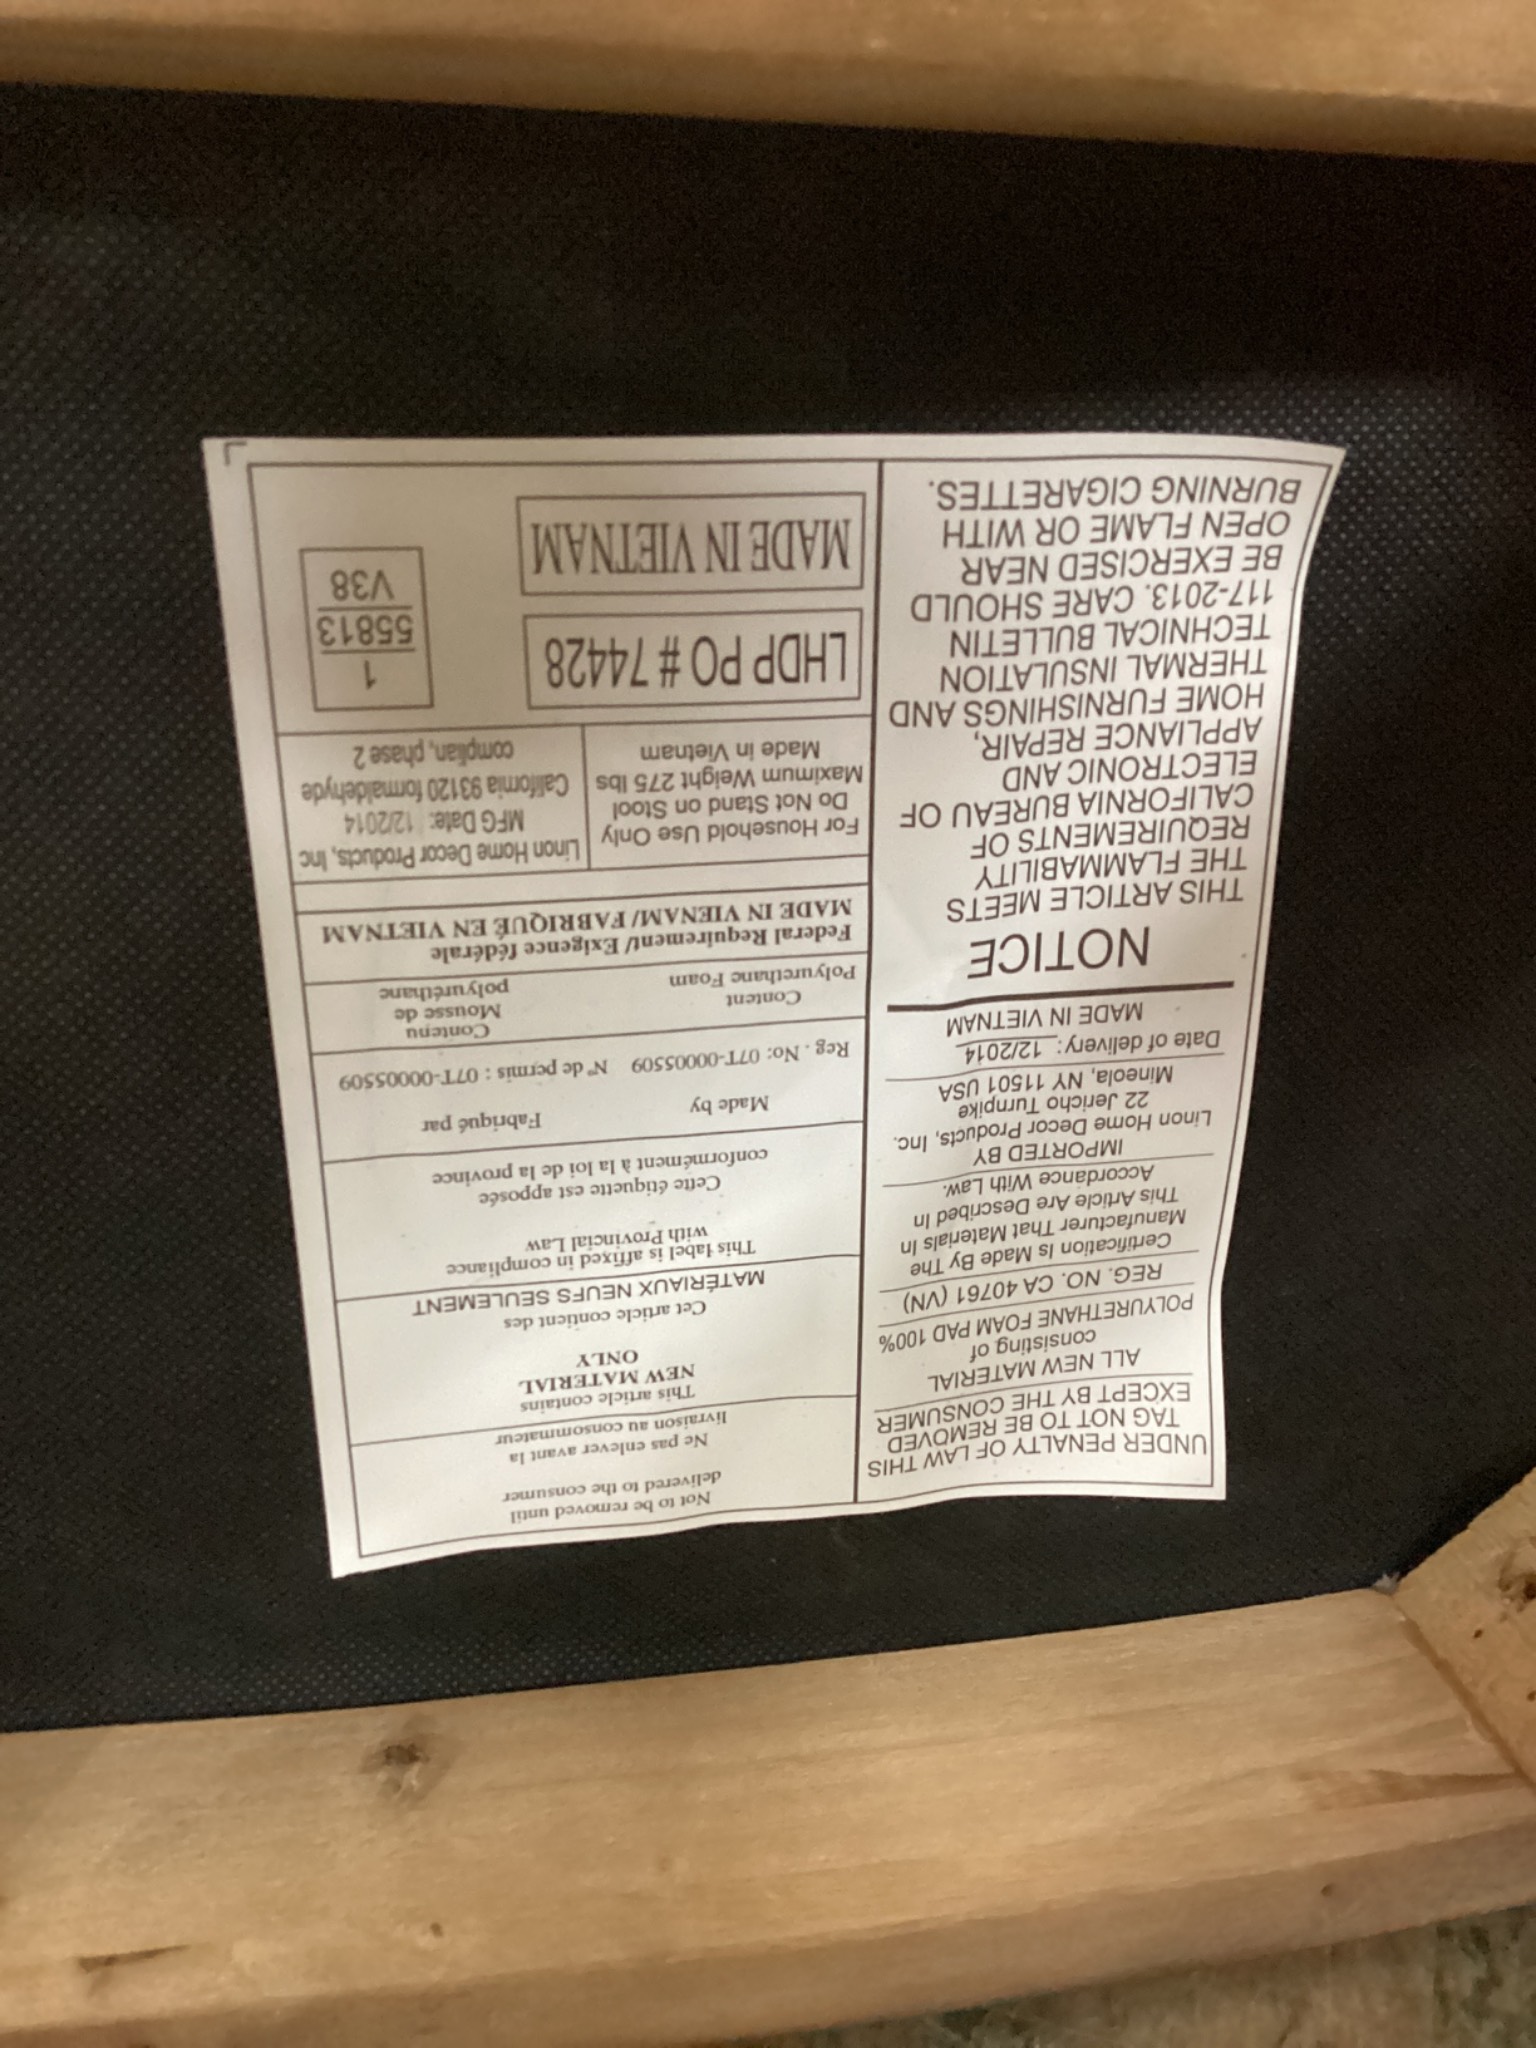 UNDER PENALTY OF LAW THIS
TAG NOT TO BE REMOVED
EXCEPT BY THE CONSUMER
ALL NEW MATERIAL
consisting of
POLYURETHANE FOAM PAD 100%
REG. NO. CA 40761 (VN)
Certification Is Made By The
Manufacturer That Materials In
This Article Are Described In
Accordance With Law.
IMPORTED BY
Linon Home Decor Products, Inc.
22 Jericho Turnpike
Mineola, NY 11501 USA
Date of delivery: 12/2014
MADE IN VIETNAM
NOTICE
THIS ARTICLE MEETS
THE FLAMMABILITY
REQUIREMENTS OF
CALIFORNIA BUREAU OF
ELECTRONIC AND
APPLIANCE REPAIR,
HOME FURNISHINGS AND
THERMAL INSULATION
TECHNICAL BULLETIN
117-2013. CARE SHOULD
BE EXERCISED NEAR
OPEN FLAME OR WITH
BURNING CIGARETTES.
Not to be removed until
delivered to the consumer
Ne pas enlever avant la
livraison au consommateur
This article contains
NEW MATERIAL
ONLY
Cet article contient des
MATÉRIAUX NEUFS SEULEMENT
This label is affixed in compliance
with Provincial Law
Cette étiquette est apposée
conformément à la loi de la province
Made by Fabriqué par
Reg . No: 07T-00005509 Nº de permis : 07T-00005509
Content
Polyurethane Foam
Contenu
Mousse de
polyuréthane
Federal Requirement/ Exigence fédérale
MADE IN VIENAM/ FABRIQUÉ EN VIETNAM
For Household Use Only
Do Not Stand on Stool
Maximum Weight 275 lbs
Made in Vietnam
Linon Home Decor Products, Inc
MFG Date: 12/2014
California 93120 formaldehyde
complian, phase 2
LHDP PO # 74428
MADE IN VIETNAM
1
55813
V38